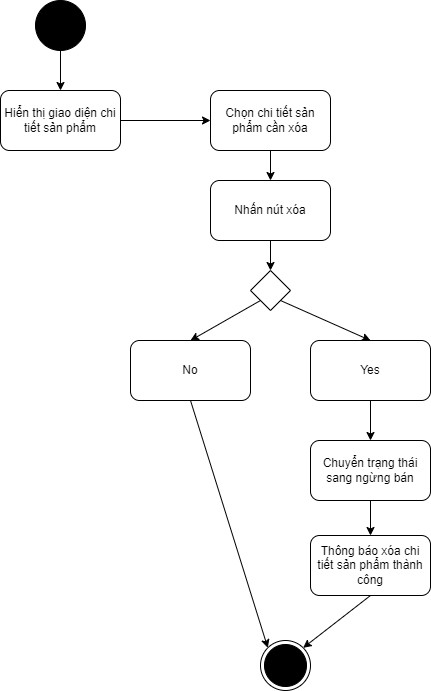 Hiển thị giao diện chi
tiết sản phẩm
Chọn chi tiết sản
phẩm cần xóa
Nhấn nút xóa
No
Yes
Chuyển trạng thái
sang ngừng bán
Thông báo xóa chi
tiết sản phẩm thánh
công